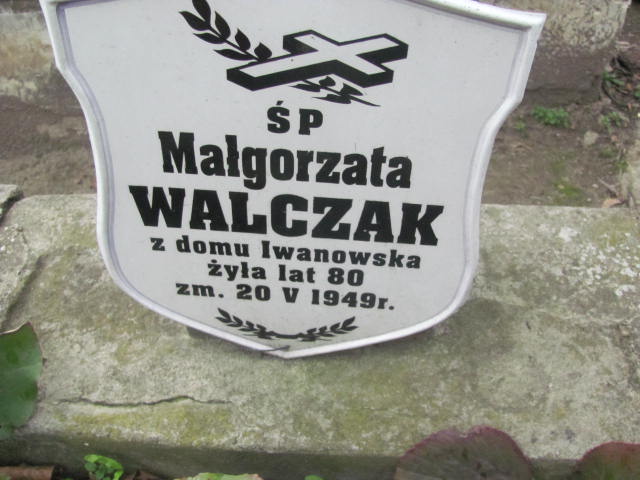 ŚP
Małgorzata
WALCZAK
z domu Iwanowska
żyła lat 80
zm. 20 V 1949r.